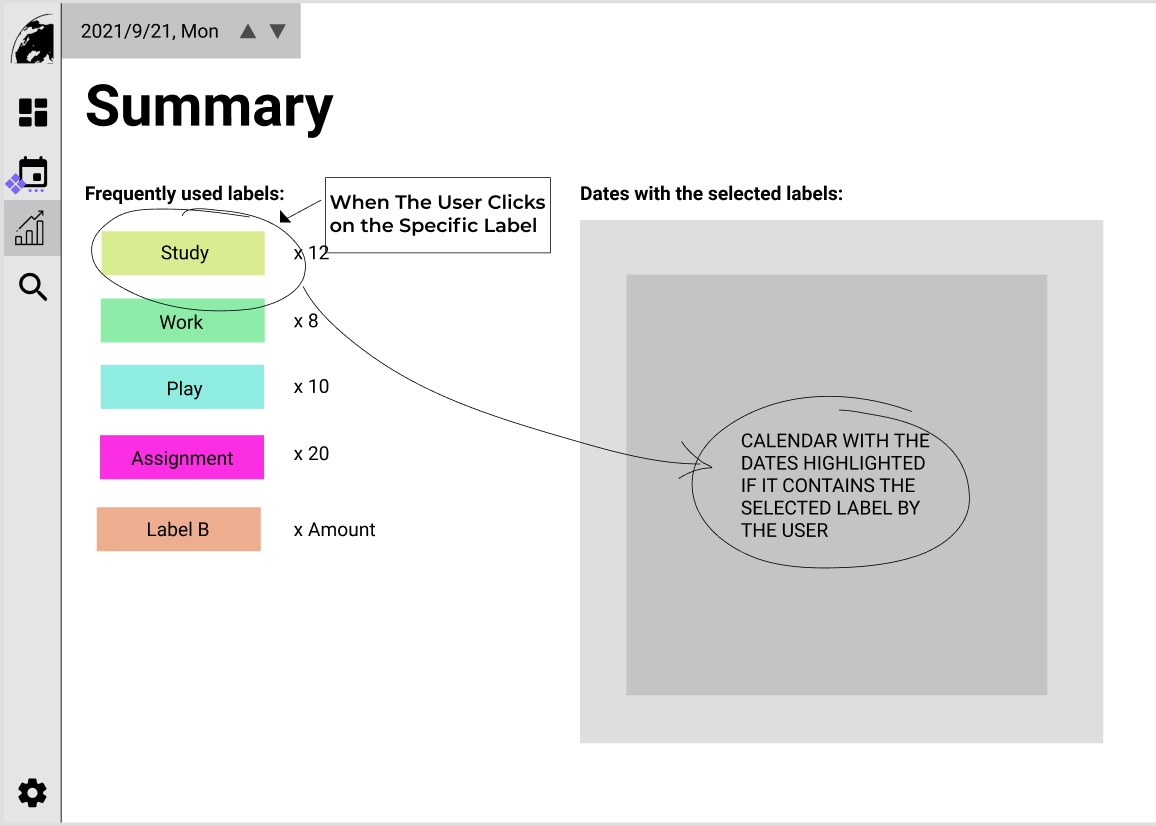 2021/9/21, Mon
Summary
Frequently used labels:
When The User Clicks
on the Specific Label
Study
x 12
Work
x 8
Play
x 10
Assignment
x 20
Label B
x Amount
Dates with the selected labels:
CALENDAR WITH THE
DATES HIGHLIGHTED
IF IT CONTAINS THE
SELECTED LABEL BY
THE USER